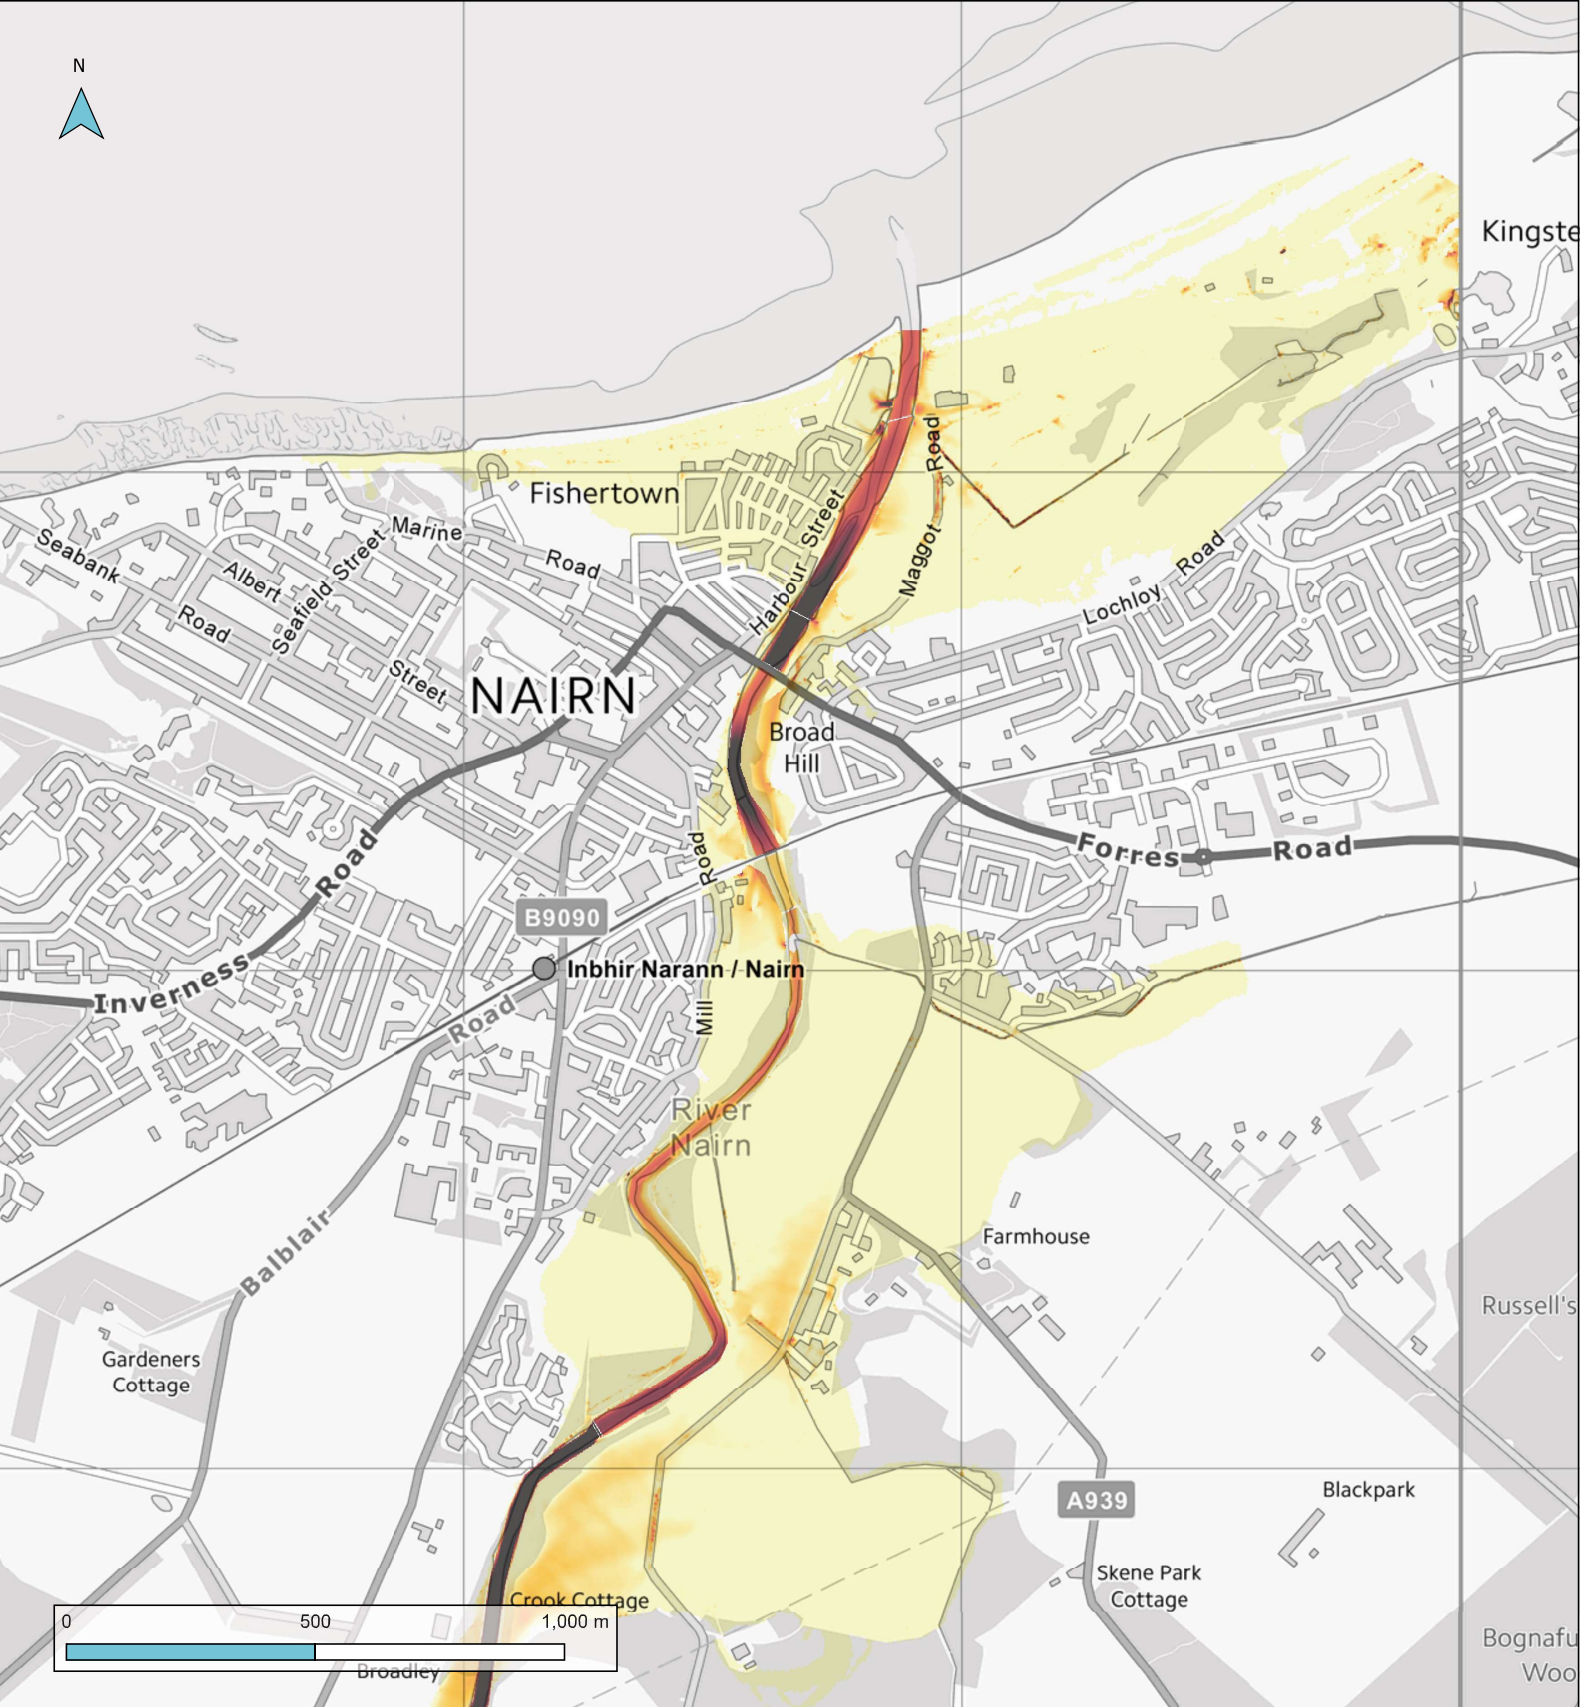 N
Kingste
Fishertown
Marine
Road
Seabank
Road
Albert
Street
Seafield Street
Harbour Street
Maggot Road
Lochloy Road
NAIRN
Broad
Hill
Forres Road
Inverness Road
Mill Road
B9090
Inbhir Narann / Nairn
Balblair Road
River
Nairn
Farmhouse
Russell's
Gardeners
Cottage
A939
Blackpark
Skene Park
Cottage
Crook Cottage
0 500 1,000 m
Broadley
Bognafu
Woo